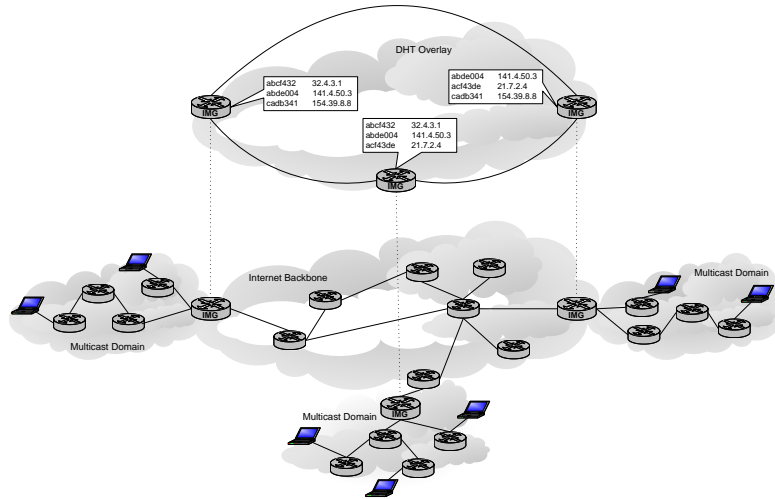 DHT Overlay
abcf432 32.4.3.1
abde004 141.4.50.3
cadb341 154.39.8.8
abde004 141.4.50.3
acf43de 21.7.2.4
cadb341 154.39.8.8
IMG
IMG
abcf432 32.4.3.1
abde004 141.4.50.3
acf43de 21.7.2.4
IMG
Internet Backbone
Multicast Domain
IMG
IMG
Multicast Domain
Multicast Domain
IMG